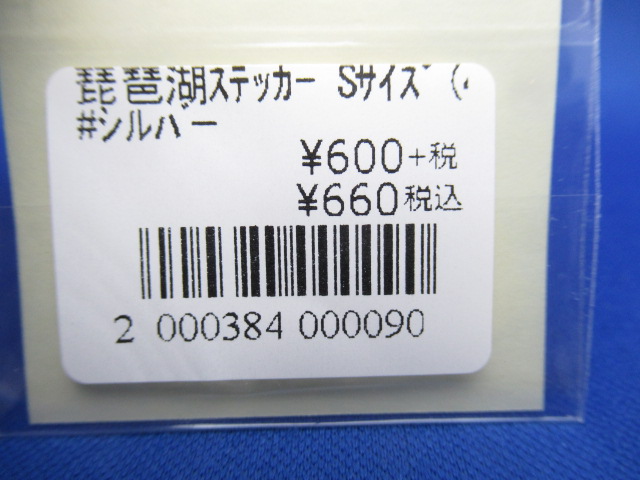 琵琶湖ステッカー Sサイズ（
#シルバー
¥600+税
¥660税込
2 000384 000090